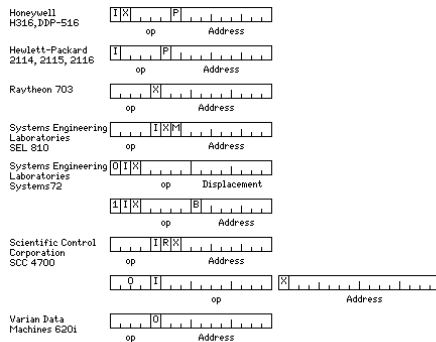 Honeywell I X P
H316,DDP-516
op Address
Hewlett-Packard I P
2114, 2115, 2116
op Address
Raytheon 703 X
op Address
Systems Engineering I X M
Laboratories
SEL 810
op Address
Systems Engineering 0 I X
Laboratories
Systems72
op Displacement
1 I X B
op Address
Scientific Control I R X
Corporation
SCC 4700
op Address
0 I X
op Address
Varian Data 0
Machines 620i
op Address